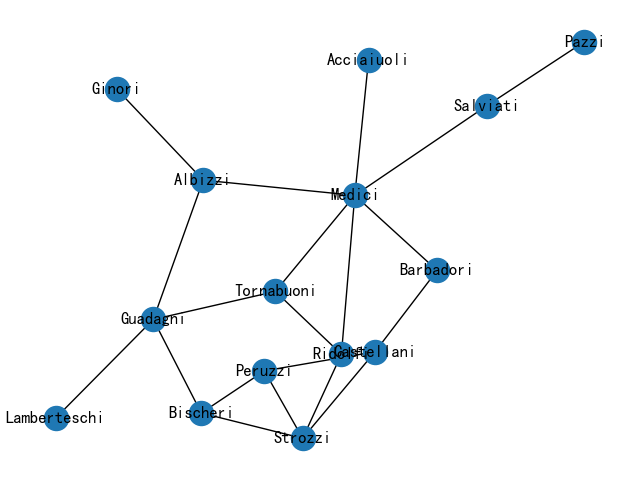 Pazzi
Acciaiuoli
Ginori
Salviati
Albizzi
Medici
Barbadori
Tornabuoni
Guadagni
Ridolfi
Castellani
Peruzzi
Bischeri
Lamberteschi
Strozzi